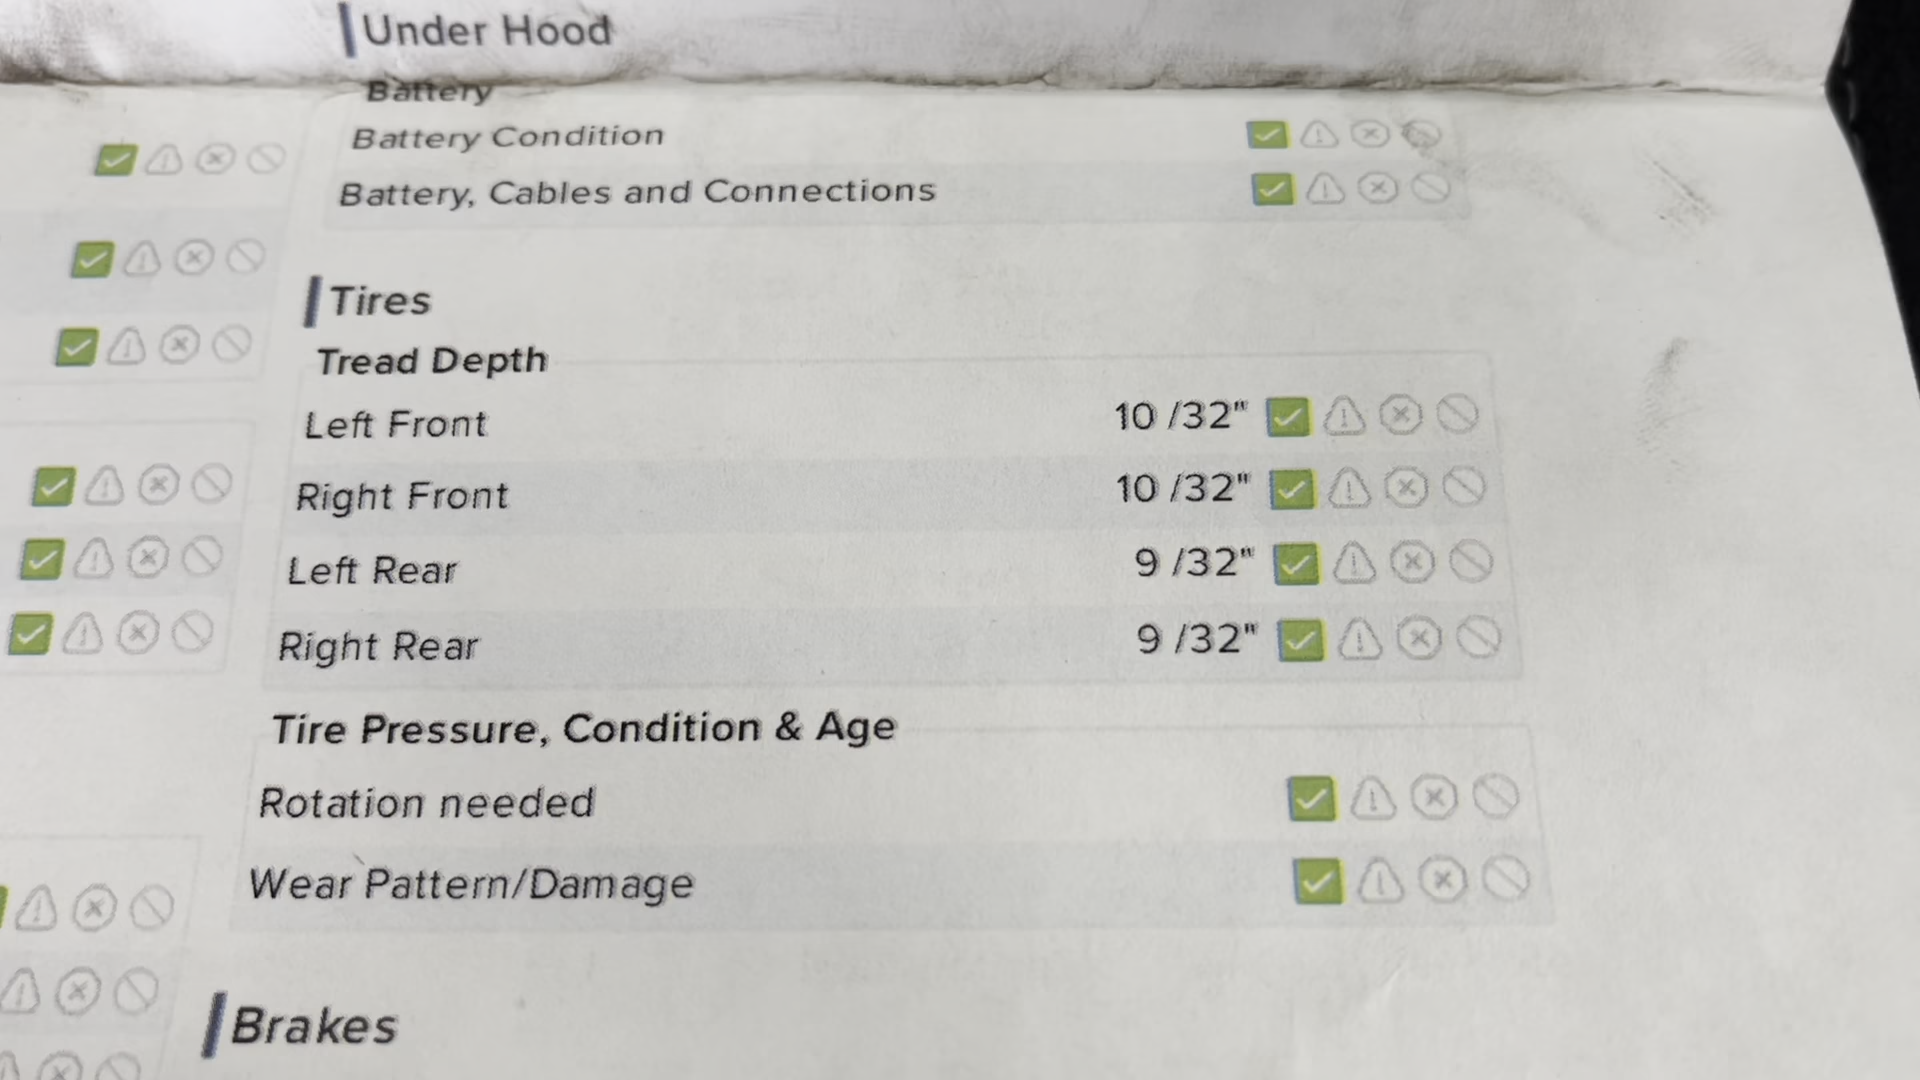 Under Hood
Battery
Battery Condition
Battery, Cables and Connections
Tires
Tread Depth
Left Front 10 /32"
Right Front 10 /32"
Left Rear 9 /32"
Right Rear 9 /32"
Tire Pressure, Condition & Age
Rotation needed
Wear Pattern/Damage
Brakes